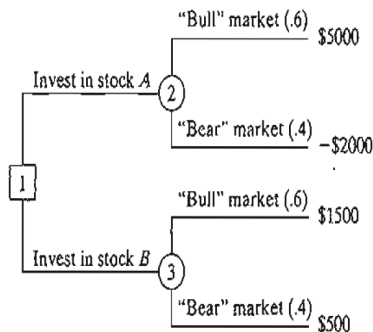 “Bull” market (.6)
$5000
Invest in stock A
2
“Bear” market (.4)
−$2000
1
“Bull” market (.6)
$1500
Invest in stock B
3
“Bear” market (.4)
$500